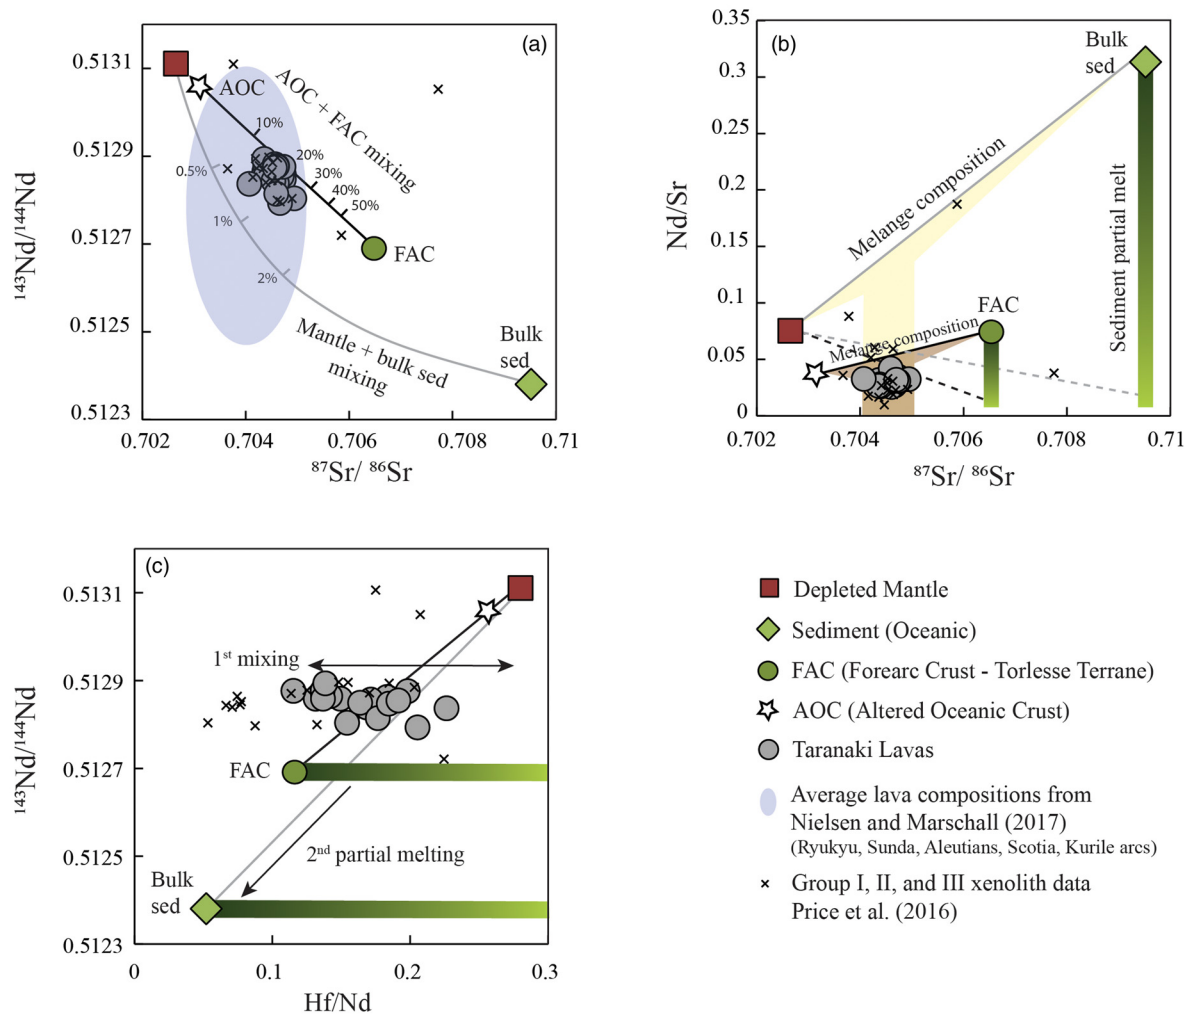 (a)
0.5131
0.5129
0.5127
0.5125
0.5123
¹⁴³Nd/¹⁴⁴Nd
AOC
AOC + FAC mixing
10%
20%
30%
40%
50%
0.5%
1%
2%
FAC
Mantle + bulk sed
mixing
Bulk
sed
0.702
0.704
0.706
0.708
0.71
⁸⁷Sr/ ⁸⁶Sr
(b)
0.35
0.3
0.25
0.2
0.15
0.1
0.05
0
Nd/Sr
Bulk
sed
Melange composition
Sediment partial melt
FAC
Melange composition
0.702
0.704
0.706
0.708
0.71
⁸⁷Sr/ ⁸⁶Sr
(c)
0.5131
0.5129
0.5127
0.5125
0.5123
¹⁴³Nd/¹⁴⁴Nd
1st mixing
FAC
2nd partial melting
Bulk
sed
0
0.1
0.2
0.3
Hf/Nd
Depleted Mantle
Sediment (Oceanic)
FAC (Forearc Crust - Torlesse Terrane)
AOC (Altered Oceanic Crust)
Taranaki Lavas
Average lava compositions from
Nielsen and Marschall (2017)
(Ryukyu, Sunda, Aleutians, Scotia, Kurile arcs)
Group I, II, and III xenolith data
Price et al. (2016)